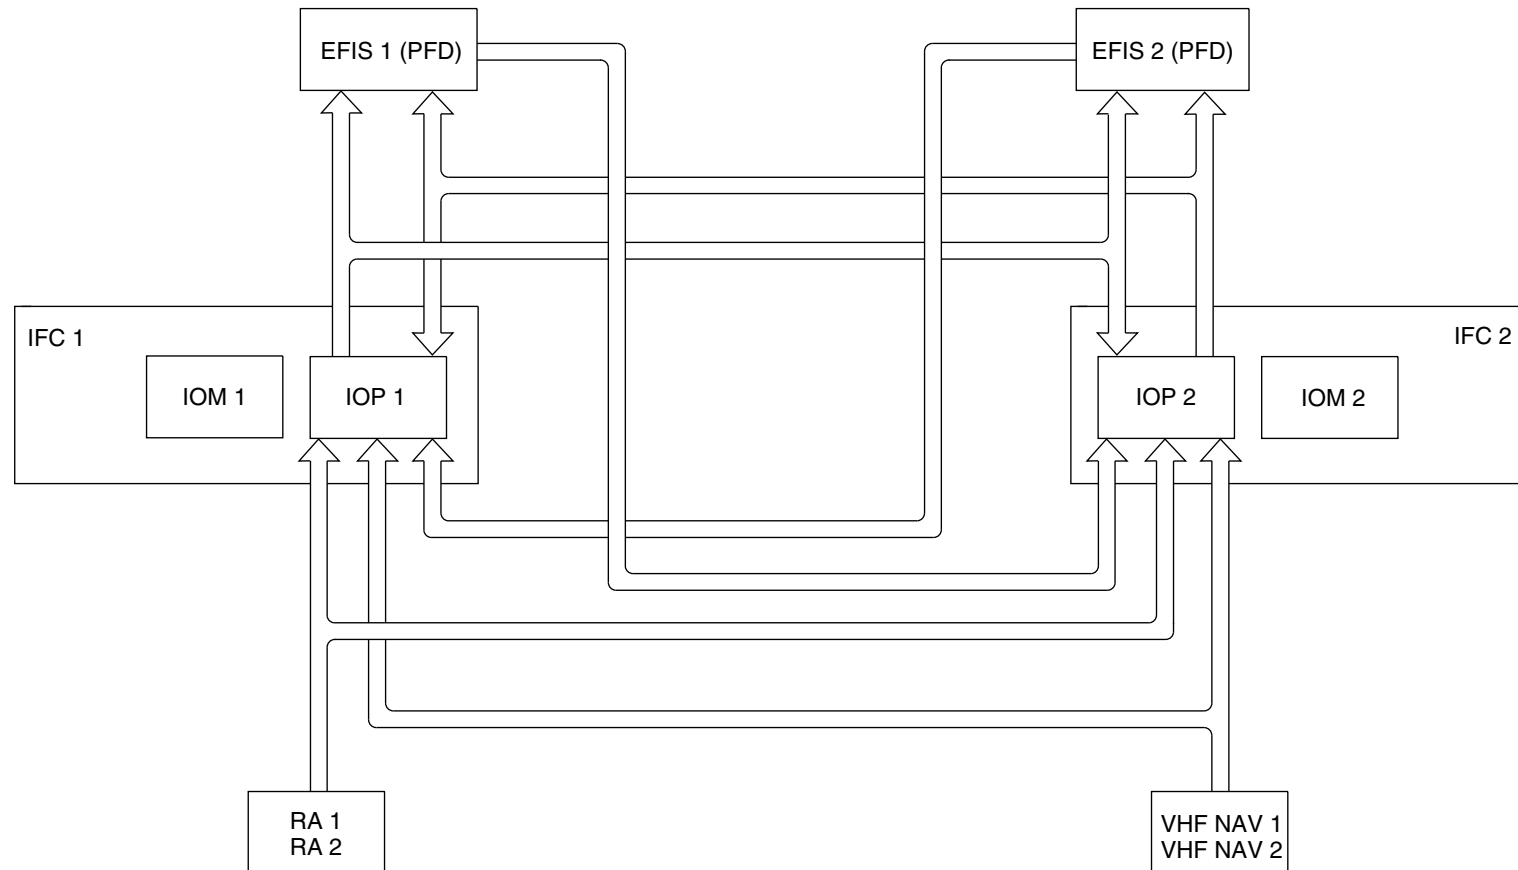 EFIS 1 (PFD)
EFIS 2 (PFD)
IFC 1
IFC 2
IOM 1
IOP 1
IOP 2
IOM 2
RA 1
RA 2
VHF NAV 1
VHF NAV 2